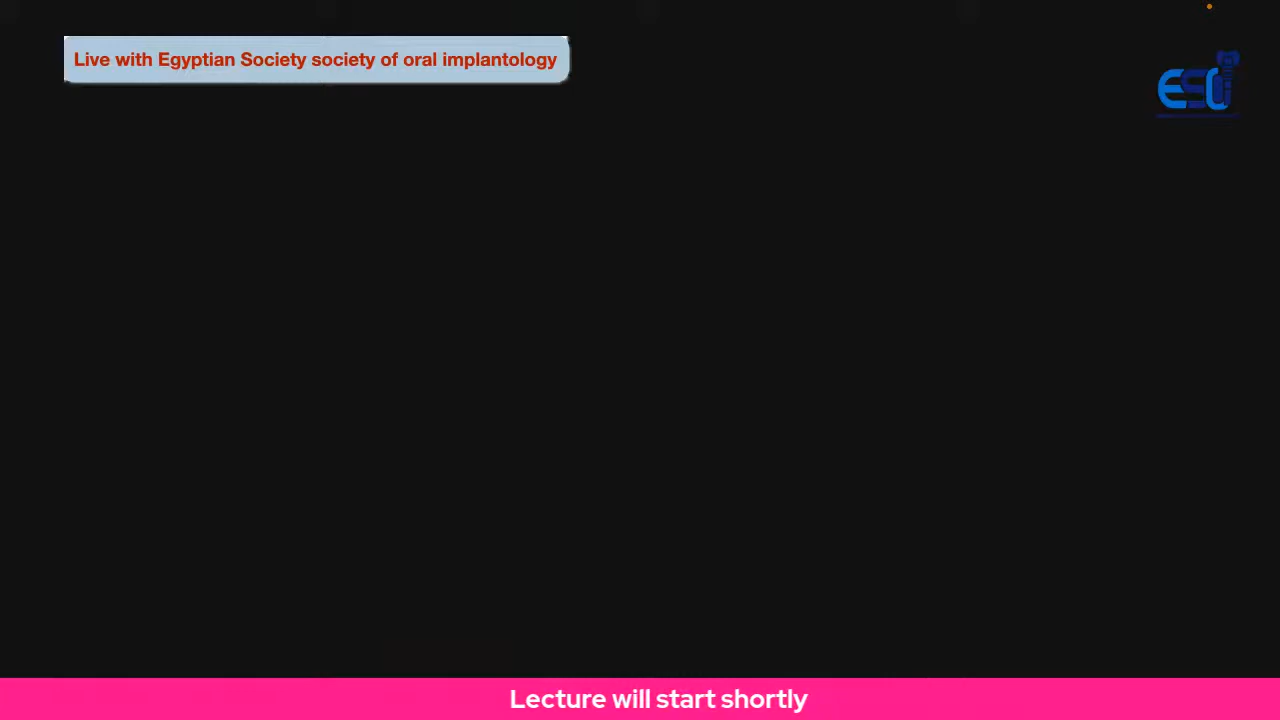 Live with Egyptian Society society of oral implantology
ESOI
Lecture will start shortly